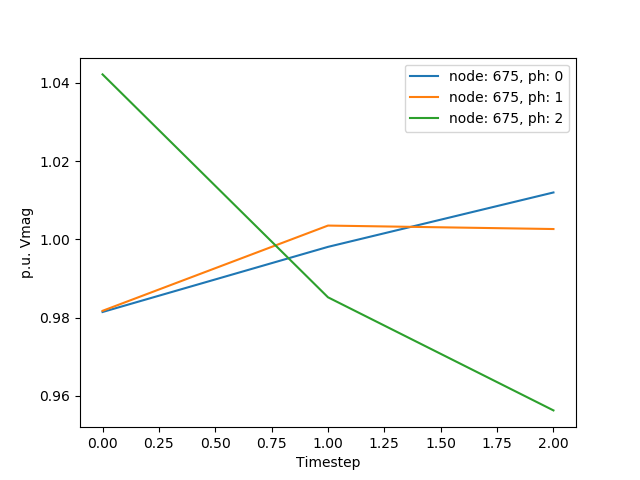 node: 675, ph: 0
node: 675, ph: 1
node: 675, ph: 2
p.u. Vmag
1.04
1.02
1.00
0.98
0.96
0.00 0.25 0.50 0.75 1.00 1.25 1.50 1.75 2.00
Timestep